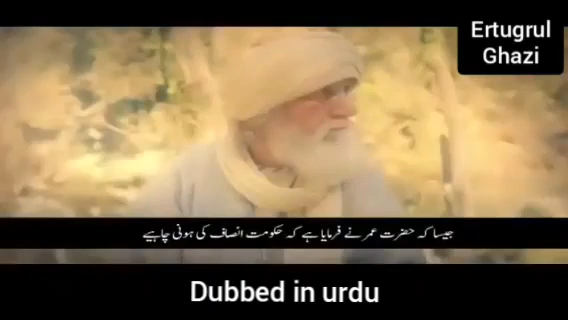 Ertugrul
Ghazi
جیسا کہ حضرت عمر نے فرمایا ہے کہ حکومت انصاف کی ہونی چاہیے
Dubbed in urdu